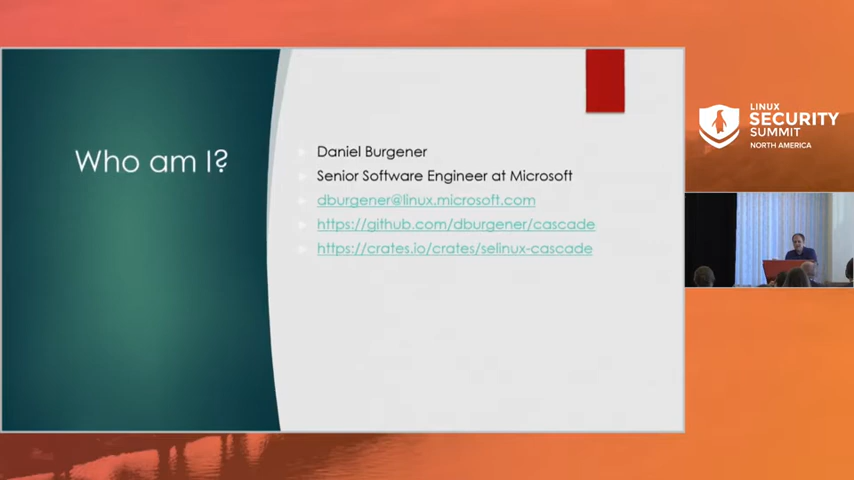 Who am I?
Daniel Burgener
Senior Software Engineer at Microsoft
dburgener@linux.microsoft.com
https://github.com/dburgener/cascade
https://crates.io/crates/selinux-cascade
LINUX
SECURITY
SUMMIT
NORTH AMERICA